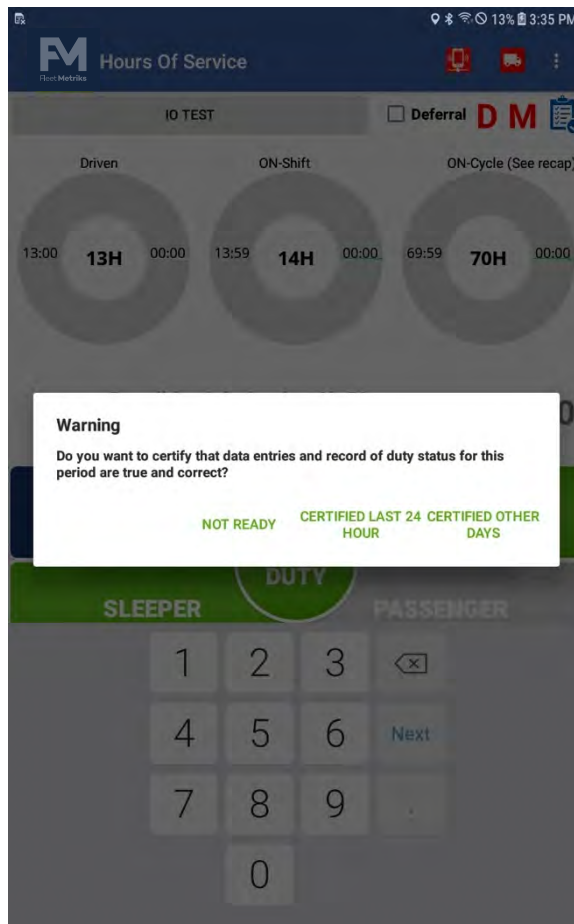 13% 3:35 PM
FM
Fleet Metriks
Hours Of Service
IO TEST
Deferral D M
Driven
ON-Shift
ON-Cycle (See recap)
13:00 13H 00:00
13:59 14H 00:00
69:59 70H 00:00
Warning
Do you want to certify that data entries and record of duty status for this
period are true and correct?
NOT READY
CERTIFIED LAST 24
HOUR
CERTIFIED OTHER
DAYS
DUTY
SLEEPER
PASSENGER
1 2 3
4 5 6 Next
7 8 9 .
0